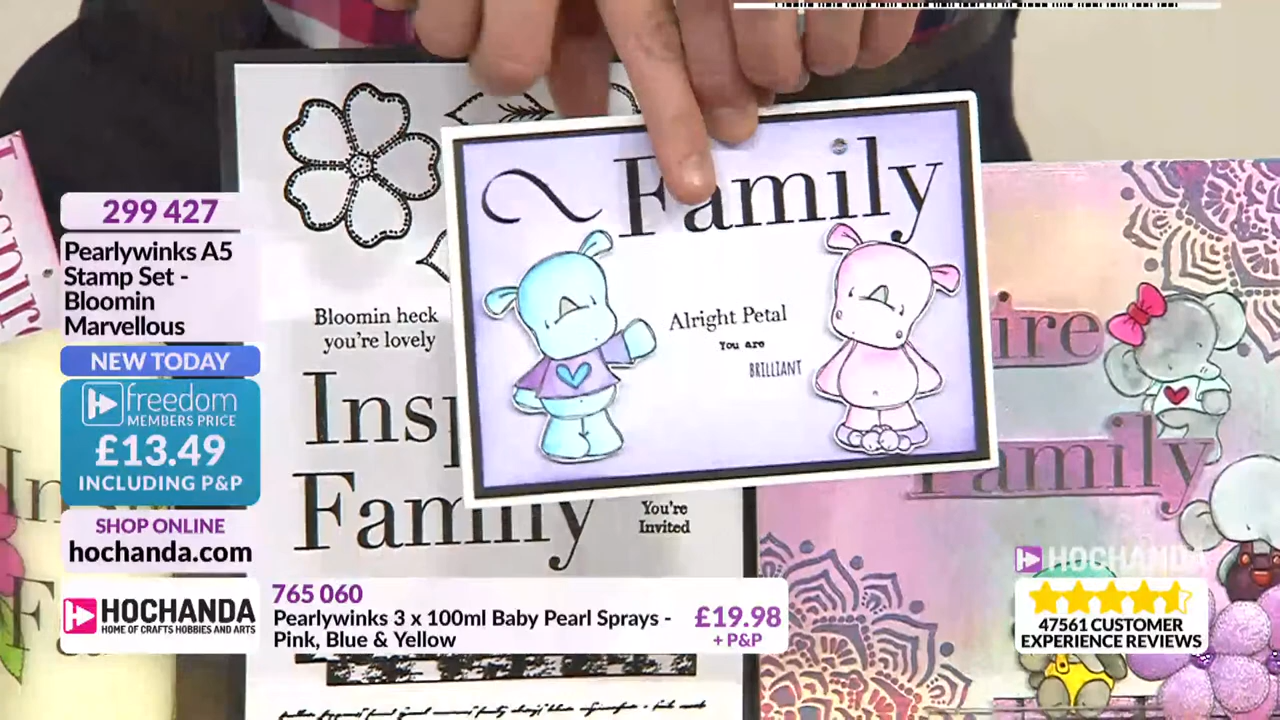 299 427
Pearlywinks A5
Stamp Set -
Bloomin
Marvellous
NEW TODAY
freedom
MEMBERS PRICE
£13.49
INCLUDING P&P
SHOP ONLINE
hochanda.com
HOCHANDA
HOME OF CRAFTS HOBBIES AND ARTS
765 060
Pearlywinks 3 x 100ml Baby Pearl Sprays -
Pink, Blue & Yellow
£19.98
+ P&P
HOCHANDA
47561 CUSTOMER
EXPERIENCE REVIEWS
Family
Alright Petal
You are
BRILLIANT
Bloomin heck
you're lovely
Family
You're
Invited
Family